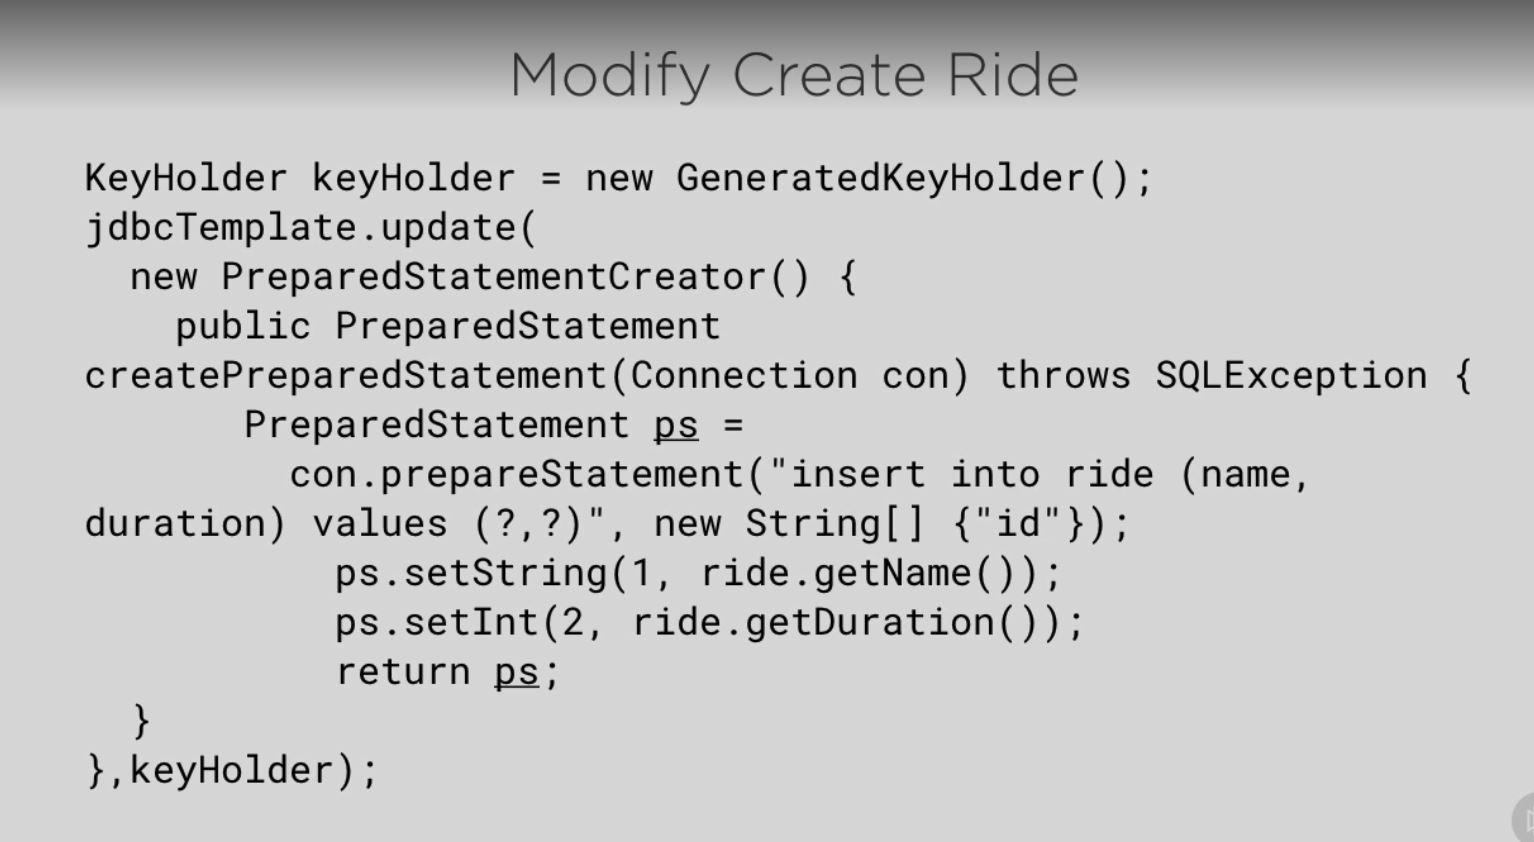 Modify Create Ride
KeyHolder keyHolder = new GeneratedKeyHolder();
jdbcTemplate.update(
new PreparedStatementCreator() {
public PreparedStatement
createPreparedStatement(Connection con) throws SQLException {
PreparedStatement ps =
con.prepareStatement("insert into ride (name,
duration) values (?,?)", new String[] {"id"});
ps.setString(1, ride.getName());
ps.setInt(2, ride.getDuration());
return ps;
}
},keyHolder);